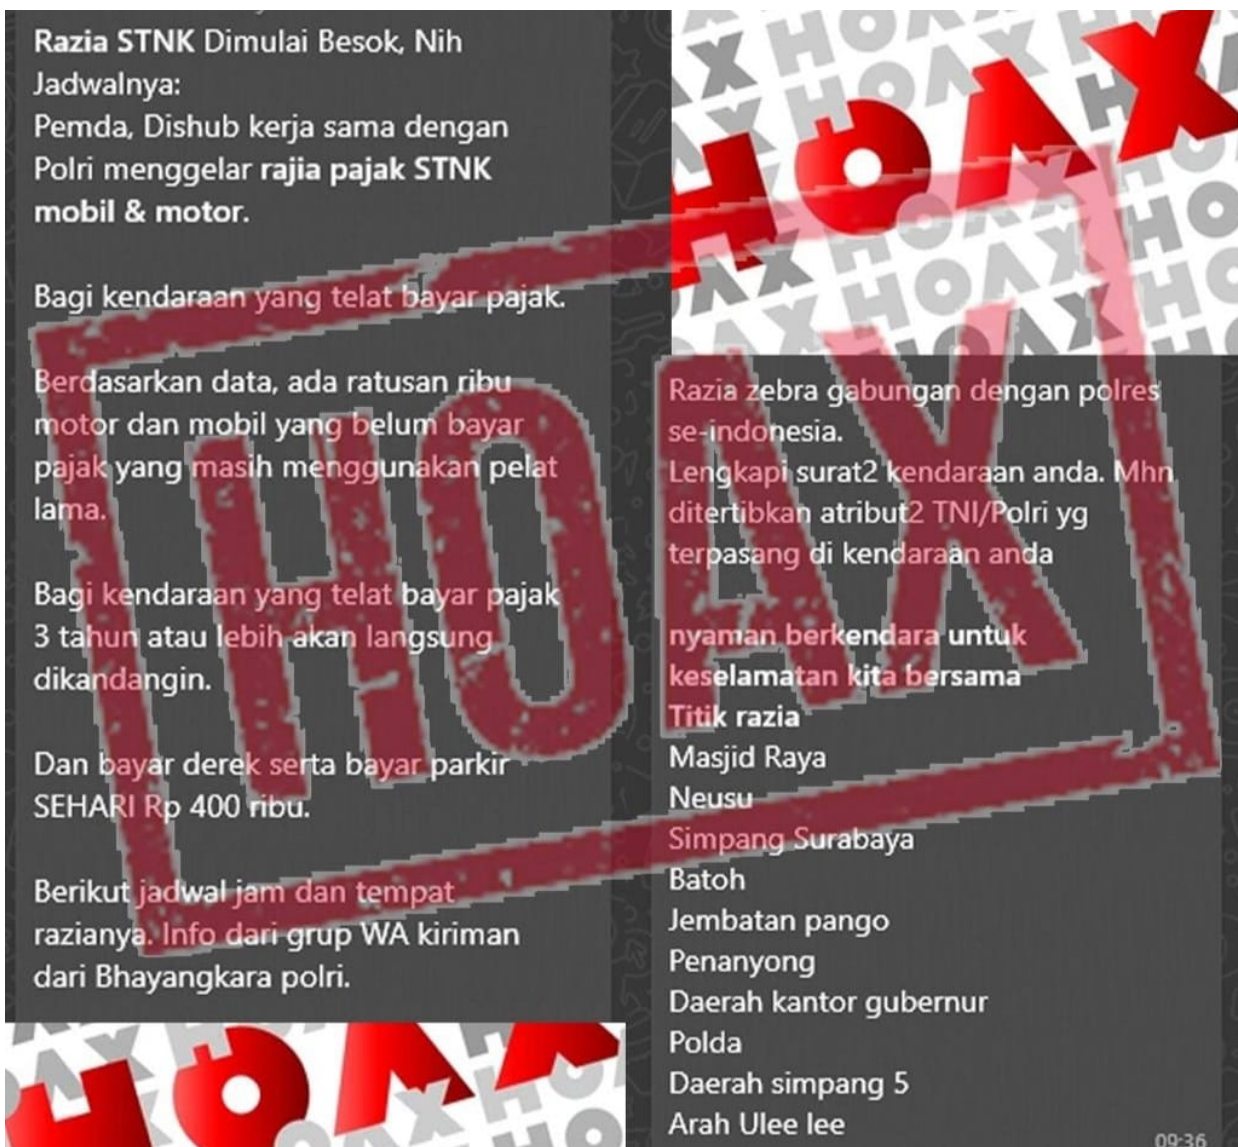 Razia STNK Dimulai Besok, Nih
Jadwalnya:
Pemda, Dishub kerja sama dengan
Polri menggelar rajia pajak STNK
mobil & motor.
Bagi kendaraan yang telat bayar pajak.
Berdasarkan data, ada ratusan ribu
motor dan mobil yang belum bayar
pajak yang masih menggunakan pelat
lama.
Bagi kendaraan yang telat bayar pajak
3 tahun atau lebih akan langsung
dikandangin.
Dan bayar derek serta bayar parkir
SEHARI Rp 400 ribu.
Berikut jadwal jam dan tempat
razianya. Info dari grup WA kiriman
dari Bhayangkara polri.
HOAX
HOAX
Razia zebra gabungan dengan polres
se-indonesia.
Lengkapi surat2 kendaraan anda. Mhn
ditertibkan atribut2 TNI/Polri yg
terpasang di kendaraan anda
nyaman berkendara untuk
keselamatan kita bersama
Titik razia
Masjid Raya
Neusu
Simpang Surabaya
Batoh
Jembatan pango
Penanyong
Daerah kantor gubernur
Polda
Daerah simpang 5
Arah Ulee lee
09:36
HOAX